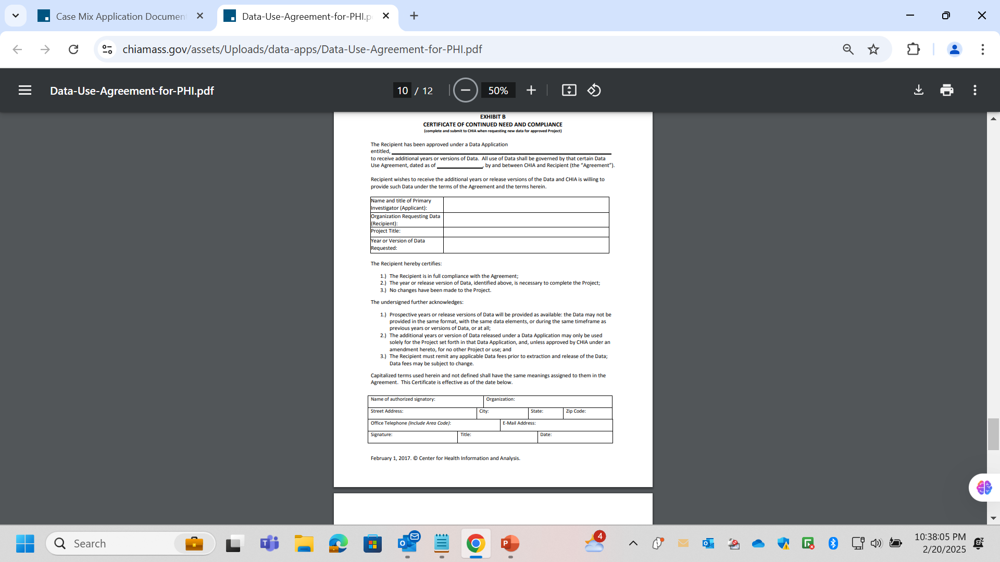 Case Mix Application Documen
Data-Use-Agreement-for-PHI.p
chiamass.gov/assets/Uploads/data-apps/Data-Use-Agreement-for-PHI.pdf
Data-Use-Agreement-for-PHI.pdf
10 / 12
50%
EXHIBIT B
CERTIFICATE OF CONTINUED NEED AND COMPLIANCE
(complete and submit to CHIA when requesting new data for approved Project)
The Recipient has been approved under a Data Application
entitled,
to receive additional years or versions of Data. All use of Data shall be governed by that certain Data
Use Agreement, dated as of , by and between CHIA and Recipient (the “Agreement”).
Recipient wishes to receive the additional years or release versions of the Data and CHIA is willing to
provide such Data under the terms of the Agreement and the terms herein.
Name and title of Primary
Investigator (Applicant):
Organization Requesting Data
(Recipient):
Project Title:
Year or Version of Data
Requested:
The Recipient hereby certifies:
1.) The Recipient is in full compliance with the Agreement;
2.) The year or release version of Data, identified above, is necessary to complete the Project;
3.) No changes have been made to the Project.
The undersigned further acknowledges:
1.) Prospective years or release versions of Data will be provided as available: the Data may not be
provided in the same format, with the same data elements, or during the same timeframe as
previous years or versions of Data, or at all;
2.) The additional years or version of Data released under a Data Application may only be used
solely for the Project set forth in that Data Application, and, unless approved by CHIA under an
amendment hereto, for no other Project or use; and
3.) The Recipient must remit any applicable Data fees prior to extraction and release of the Data;
Data fees may be subject to change.
Capitalized terms used herein and not defined shall have the same meanings assigned to them in the
Agreement. This Certificate is effective as of the date below.
Name of authorized signatory: Organization:
Street Address: City: State: Zip Code:
Office Telephone (Include Area Code): E-Mail Address:
Signature: Title: Date:
February 1, 2017. © Center for Health Information and Analysis.
Search
4
10:38:05 PM
2/20/2025